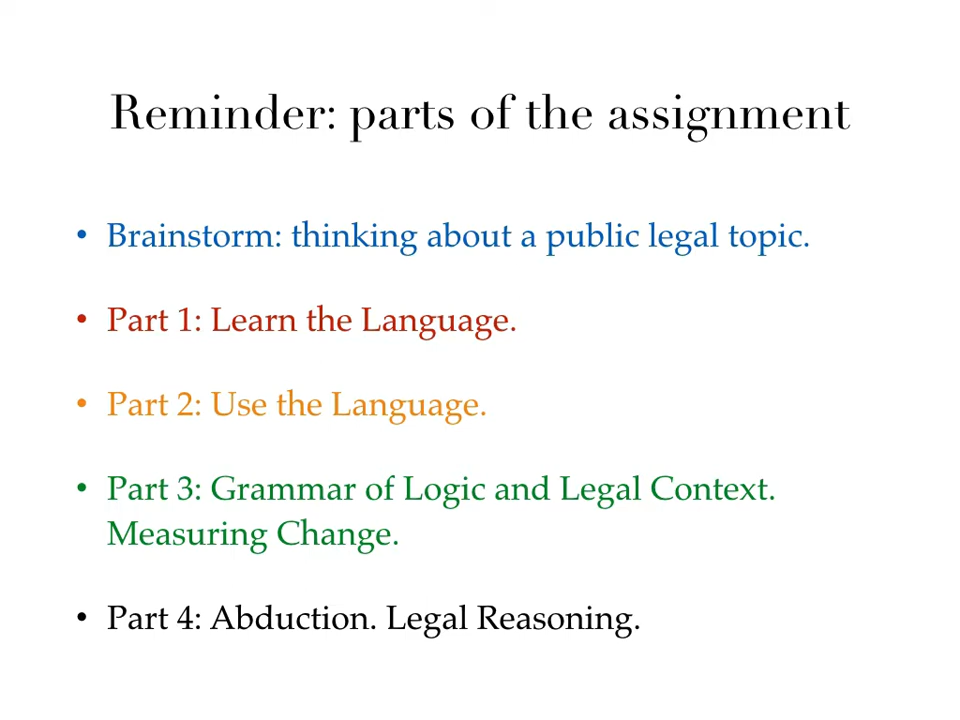 Reminder: parts of the assignment
• Brainstorm: thinking about a public legal topic.
• Part 1: Learn the Language.
• Part 2: Use the Language.
• Part 3: Grammar of Logic and Legal Context.
Measuring Change.
• Part 4: Abduction. Legal Reasoning.